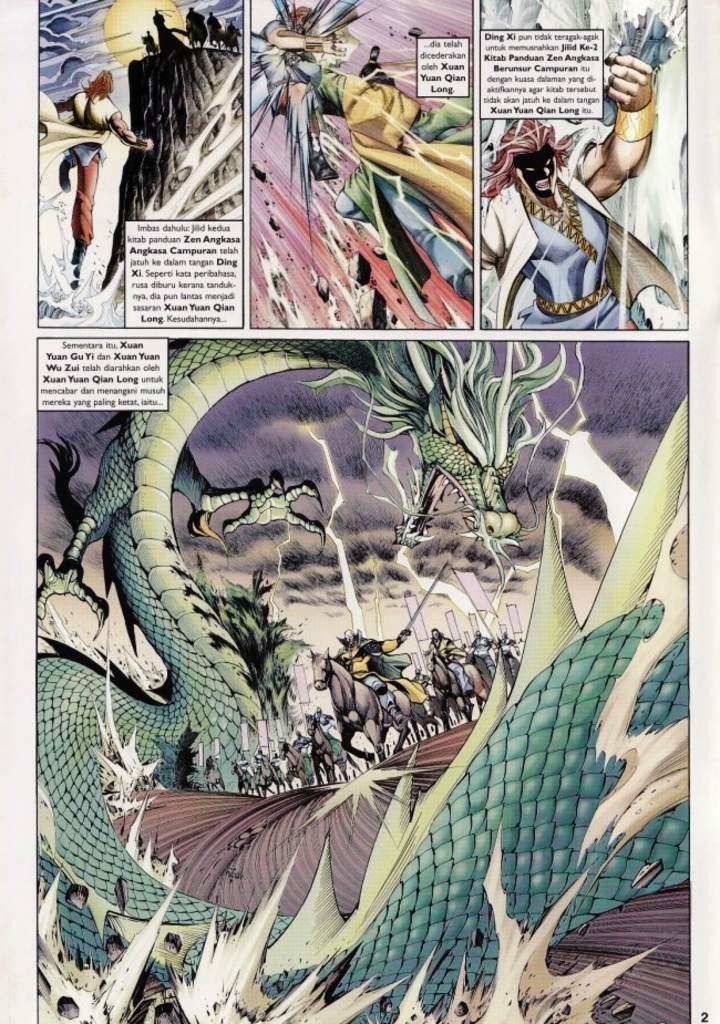 Imbas dahulu: Jilid kedua
kitab panduan Zen Angkasa
Angkasa Campuran telah
jatuh ke dalam tangan Ding
Xi. Seperti kata peribahasa,
rusa diburu kerana tanduk-
nya, dia pun lantas menjadi
sasaran Xuan Yuan Qian
Long. Kesudahannya...
...dia telah
dicederakan
oleh Xuan
Yuan Qian
Long.
Ding Xi pun tidak teragak-agak
untuk memusnahkan Jilid Ke-2
Kitab Panduan Zen Angkasa
Berunsur Campuran itu
dengan kuasa dalaman yang di-
aktifkannya agar kitab tersebut
tidak akan jatuh ke dalam tangan
Xuan Yuan Qian Long itu.
Sementara itu, Xuan
Yuan Gu Yi dan Xuan Yuan
Wu Zui telah diarahkan oleh
Xuan Yuan Qian Long untuk
mencabar dan menangani musuh
mereka yang paling ketat, iaitu...
2